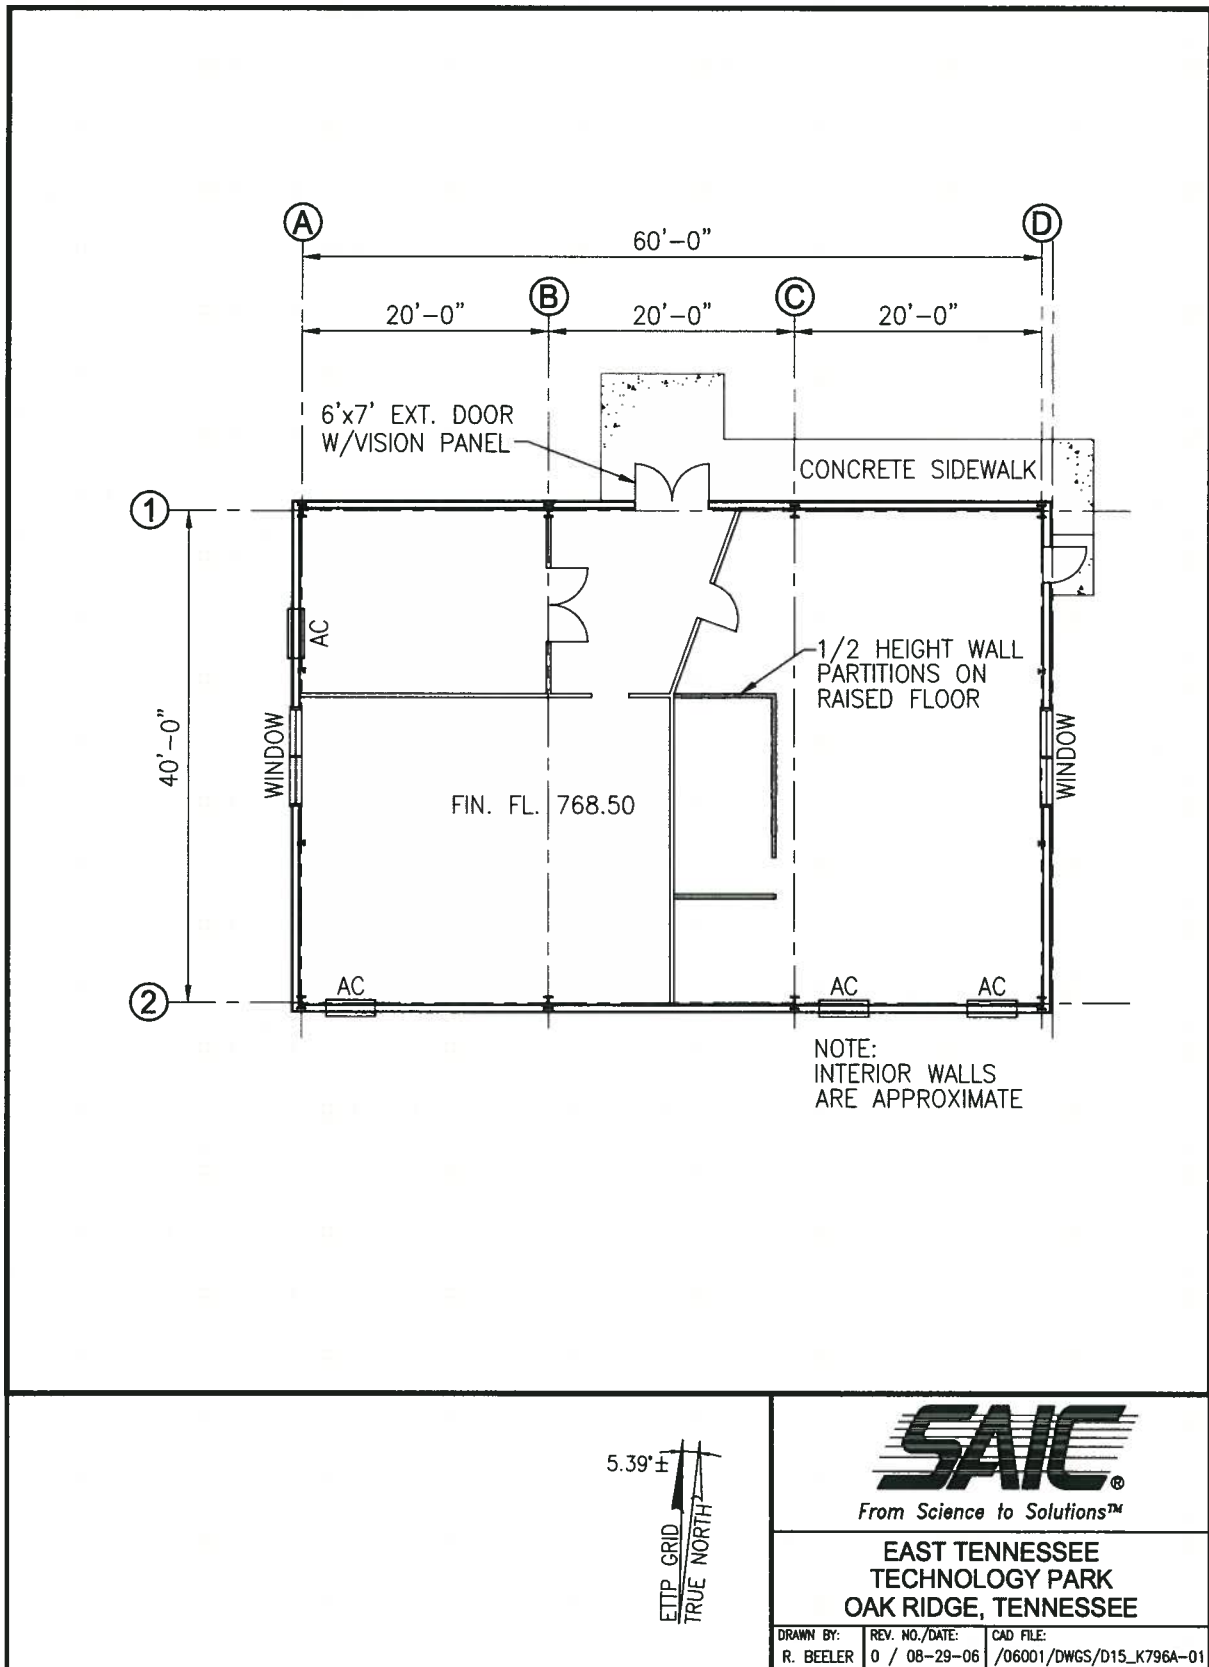 A
D
60'-0"
B
C
20'-0"
20'-0"
20'-0"
6'x7' EXT. DOOR
W/VISION PANEL
CONCRETE SIDEWALK
1
AC
1/2 HEIGHT WALL
PARTITIONS ON
RAISED FLOOR
40'-0"
WINDOW
WINDOW
FIN. FL. 768.50
2
AC
AC
AC
NOTE:
INTERIOR WALLS
ARE APPROXIMATE
5.39°±
ETTP GRID
TRUE NORTH
SAIC®
From Science to Solutions™
EAST TENNESSEE
TECHNOLOGY PARK
OAK RIDGE, TENNESSEE
DRAWN BY:
R. BEELER
REV. NO./DATE:
0 / 08-29-06
CAD FILE:
/06001/DWGS/D15_K796A-01